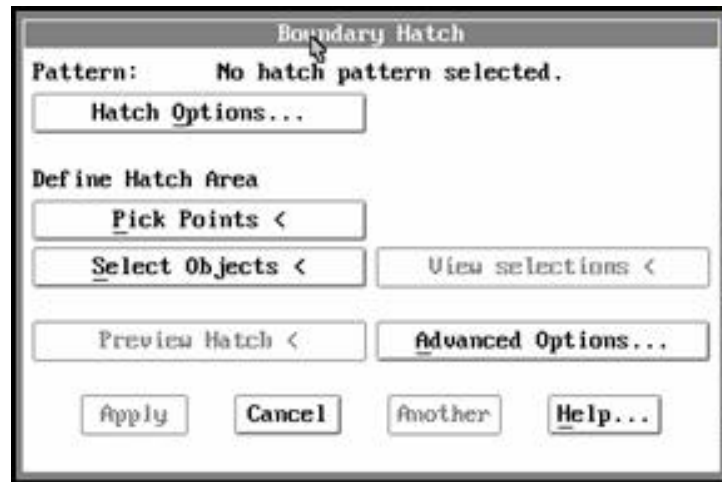 Boundary Hatch
Pattern: No hatch pattern selected.
Hatch Options...
Define Hatch Area
Pick Points <
Select Objects < View selections <
Preview Hatch < Advanced Options...
Apply Cancel Another Help...